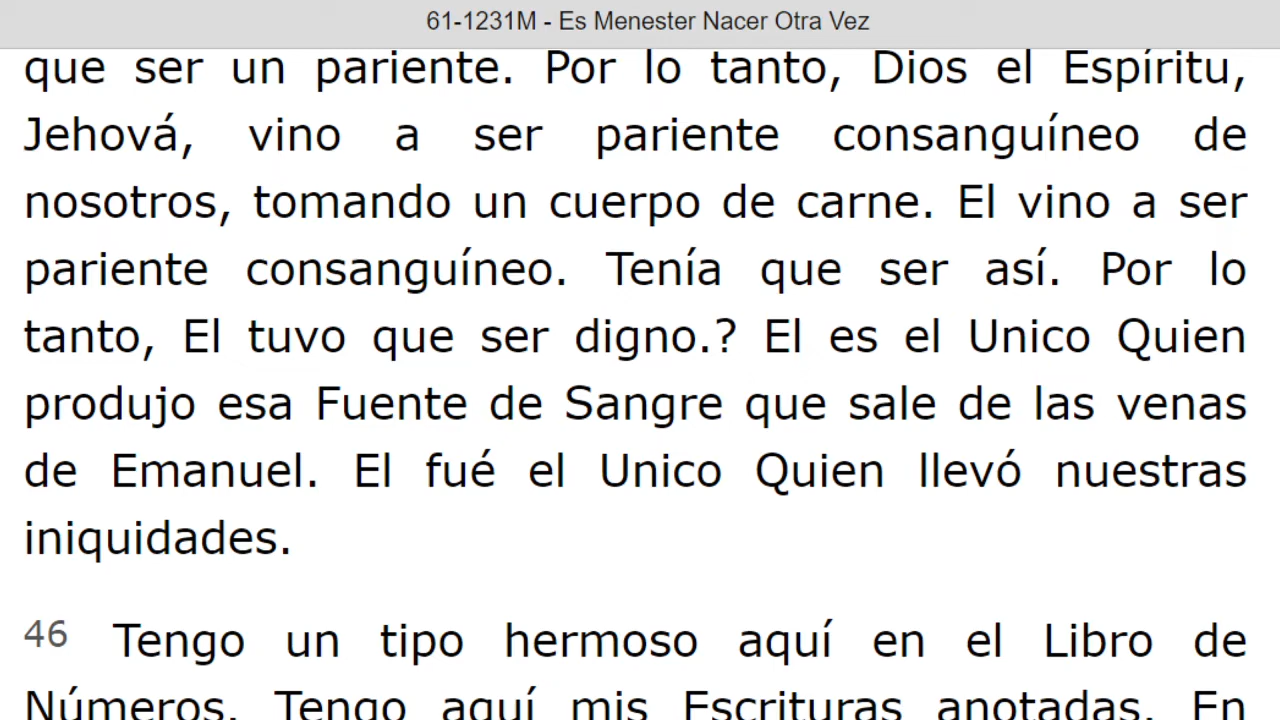 61-1231M - Es Menester Nacer Otra Vez
que ser un pariente. Por lo tanto, Dios el Espíritu,
Jehová, vino a ser pariente consanguíneo de
nosotros, tomando un cuerpo de carne. El vino a ser
pariente consanguíneo. Tenía que ser así. Por lo
tanto, El tuvo que ser digno.? El es el Unico Quien
produjo esa Fuente de Sangre que sale de las venas
de Emanuel. El fué el Unico Quien llevó nuestras
iniquidades.
46 Tengo un tipo hermoso aquí en el Libro de
Números. Tengo aquí mis Escrituras anotadas. En